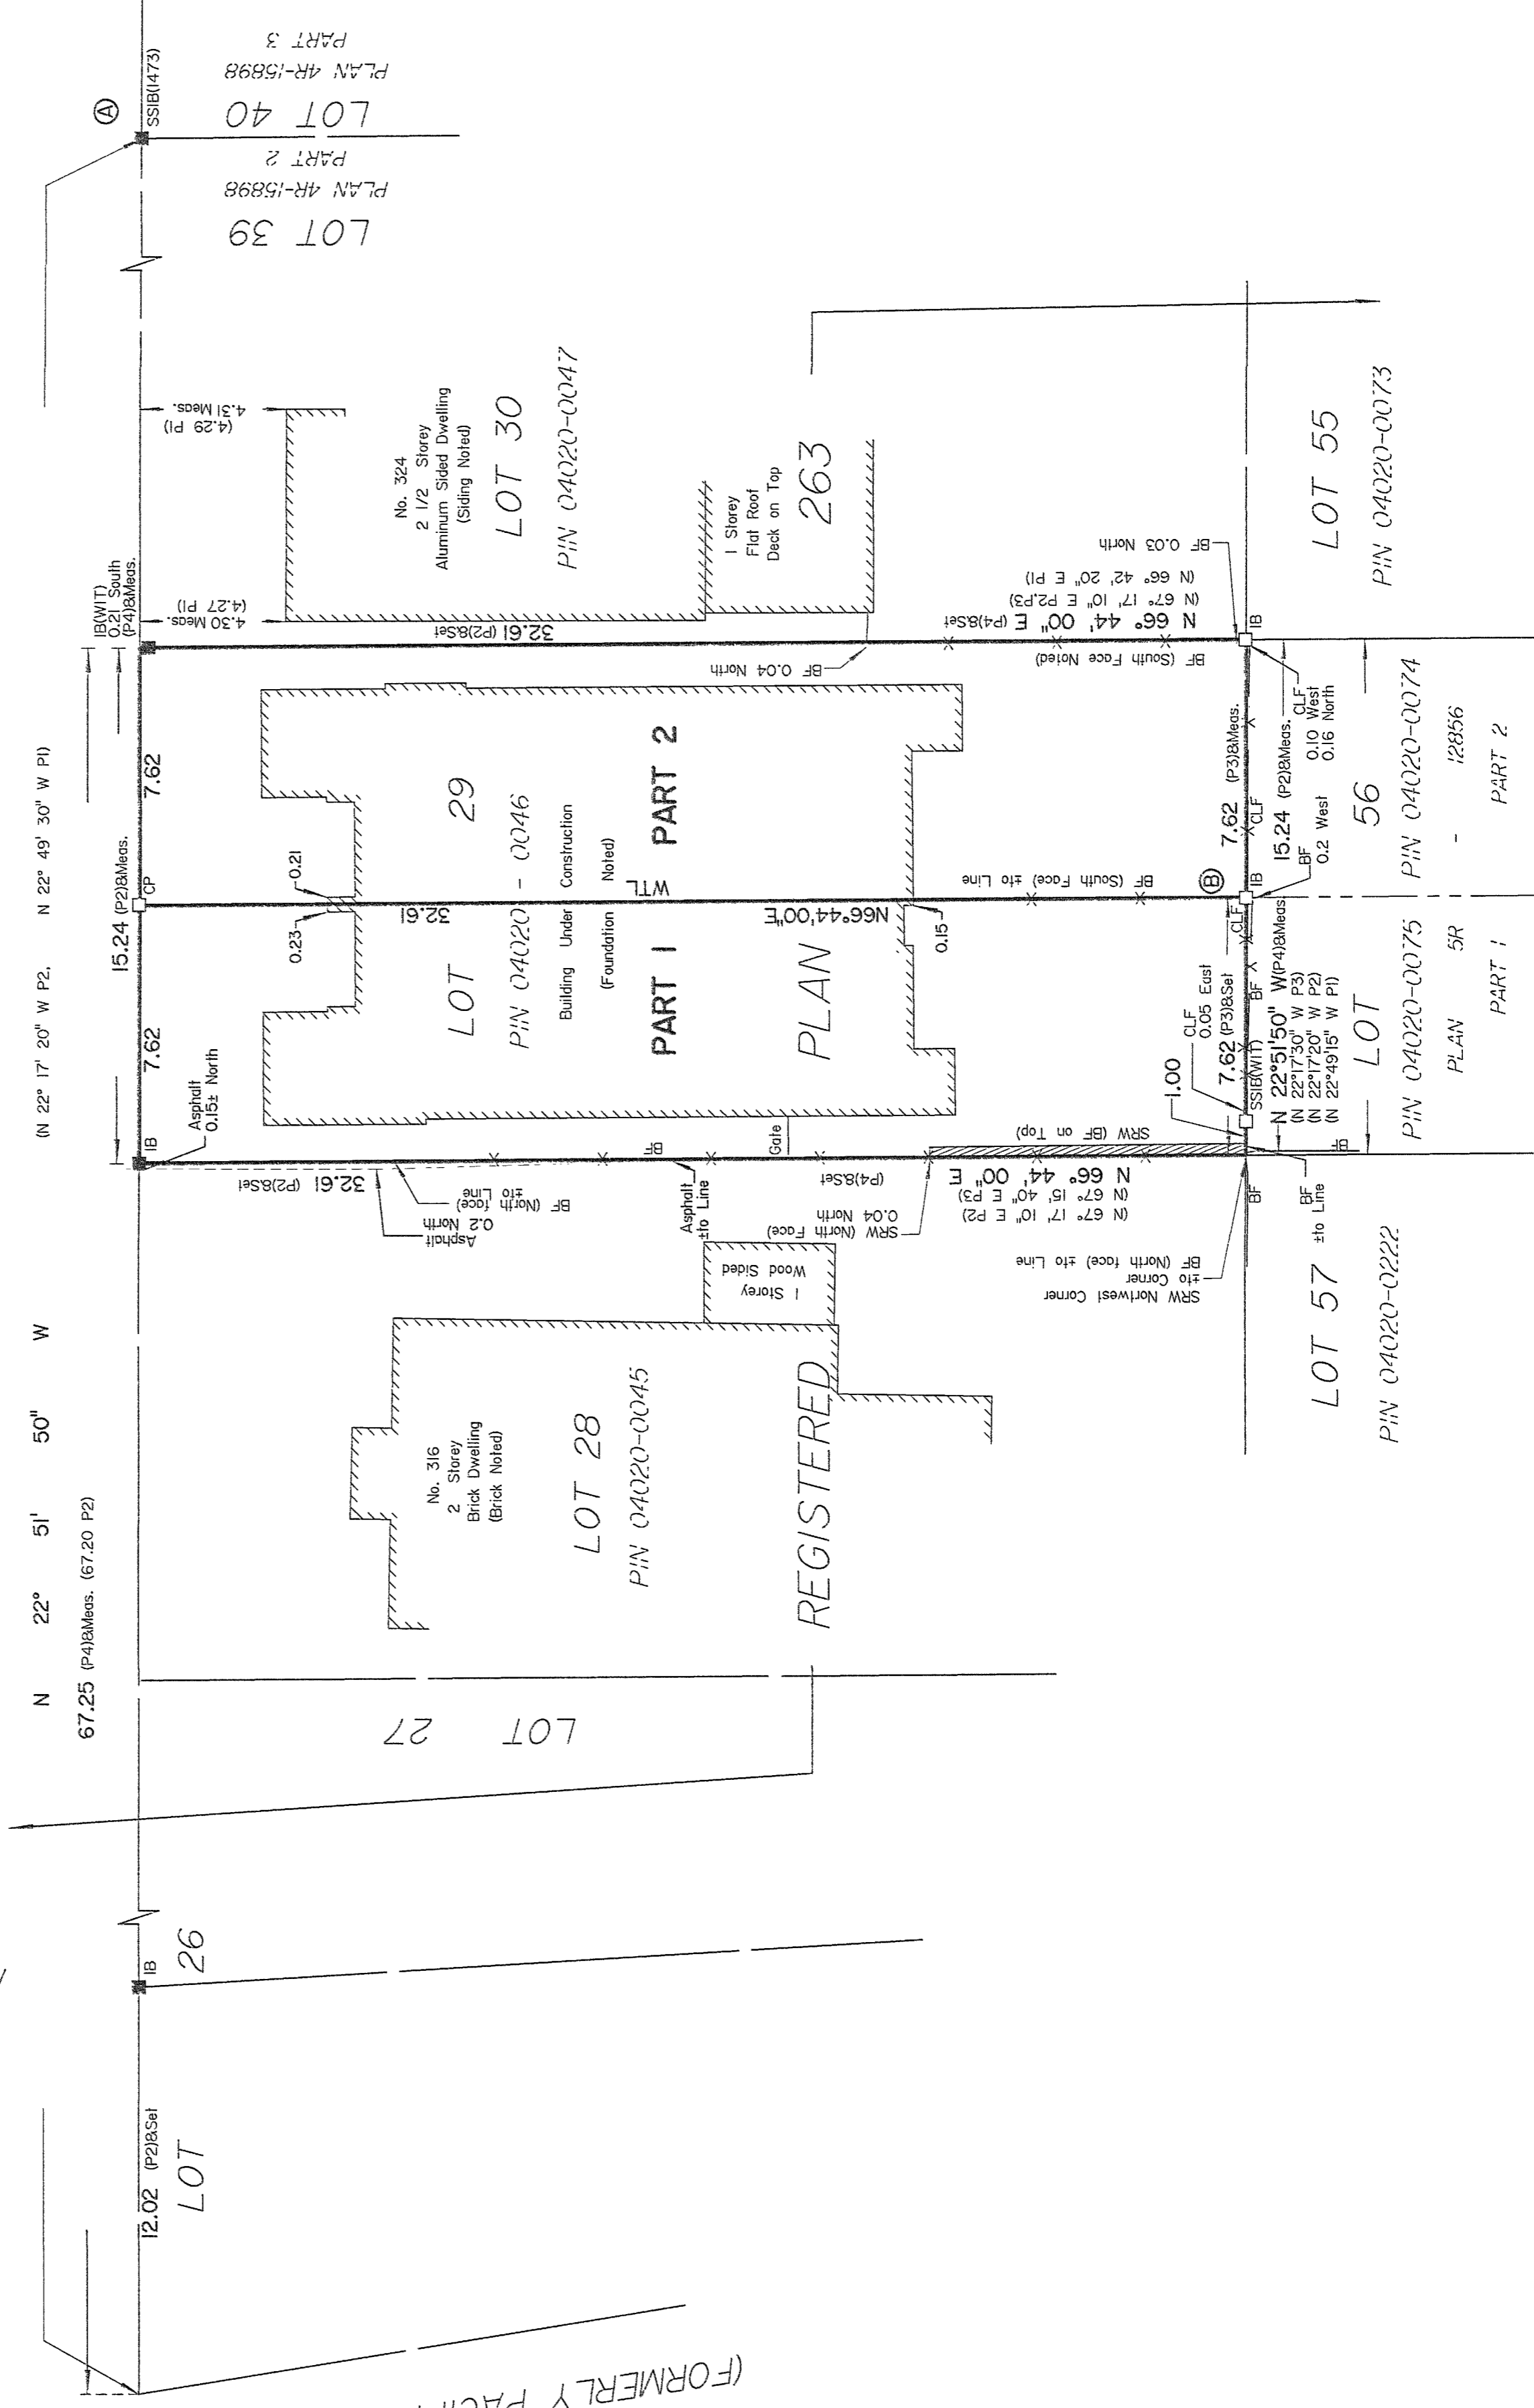 N 22° 51' 50" W
67.25 (P4)&Meas. (67.20 P2)
(N 22° 17' 20" W P2, N 22° 49' 30" W P1)
15.24 (P2)&Meas.
IB(WIT)
0.21 South
(P4)&Meas.
Ⓐ
SSIB(1473)
LOT 40
PLAN 4R-15898
PART 3
LOT 39
PLAN 4R-15898
PART 2
12.02 (P2)&Set
LOT
26
IB
LOT 27
IB
7.62
CP
7.62
Asphalt
0.15± North
(4.27 P1)
4.30 Meas.
(4.29 P1)
4.31 Meas.
No. 316
2 Storey
Brick Dwelling
(Brick Noted)
LOT 28
PIN 04020-0045
1 Storey
Wood Sided
32.61 (P2)&Set
BF (North face)
±to Line
Asphalt
0.2 North
BF
Asphalt
±to Line
Gate
(P4)&Set
N 66° 44' 00" E
(N 67° 15' 40" E P3)
(N 67° 17' 10" E P2)
SRW (North Face)
0.04 North
SRW (BF on Top)
SRW Northwest Corner
±to Corner
BF (North face) ±to Line
0.23
0.21
LOT 29
PIN 04020 - 0046
Building Under Construction
(Foundation Noted)
PART 1
PART 2
32.61
WTL
N66°44'00"E
0.15
BF (South Face) ±to Line
REGISTERED PLAN 263
No. 324
2 1/2 Storey
Aluminum Sided Dwelling
(Siding Noted)
LOT 30
PIN 04020-0047
1 Storey
Flat Roof
Deck on Top
32.61 (P2)&Set
BF 0.04 North
N 66° 44' 00" E (P4)&Set
(N 67° 17' 10" E P2,P3)
(N 66° 42' 20" E P1)
BF (South Face Noted)
BF 0.03 North
IB
Ⓑ
IB
1.00
CLF
0.05 East
7.62 (P3)&Set
SSIB(WIT)
BF
CLF
7.62 (P3)&Meas.
CLF
N 22°51'50" W(P4)&Meas.
(N 22°17'30" W P3)
(N 22°17'20" W P2)
(N 22°49'15" W P1)
15.24 (P2)&Meas.
BF
0.2 West
CLF
0.10 West
0.16 North
BF
BF
±to Line
BF
LOT 57
PIN 04020-0222
LOT 56
PIN 04020-0075
PIN 04020-0074
PLAN 5R - 12856
PART 1
PART 2
LOT 55
PIN 04020-0073
(FORMERLY